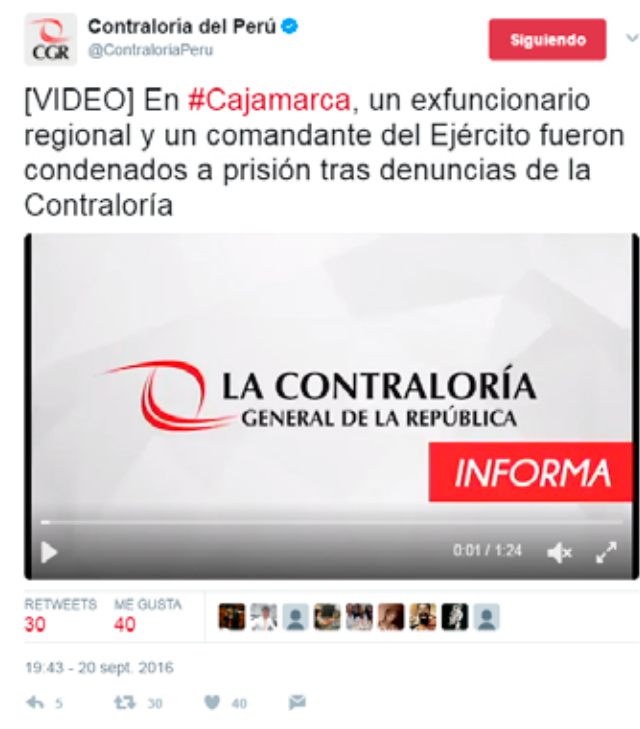 Contraloría del Perú
@ContraloriaPeru
CGR
Siguiendo
[VIDEO] En #Cajamarca, un exfuncionario
regional y un comandante del Ejército fueron
condenados a prisión tras denuncias de la
Contraloría
LA CONTRALORÍA
GENERAL DE LA REPÚBLICA
INFORMA
0:01 / 1:24
RETWEETS ME GUSTA
30 40
19:43 - 20 sept. 2016
5 30 40